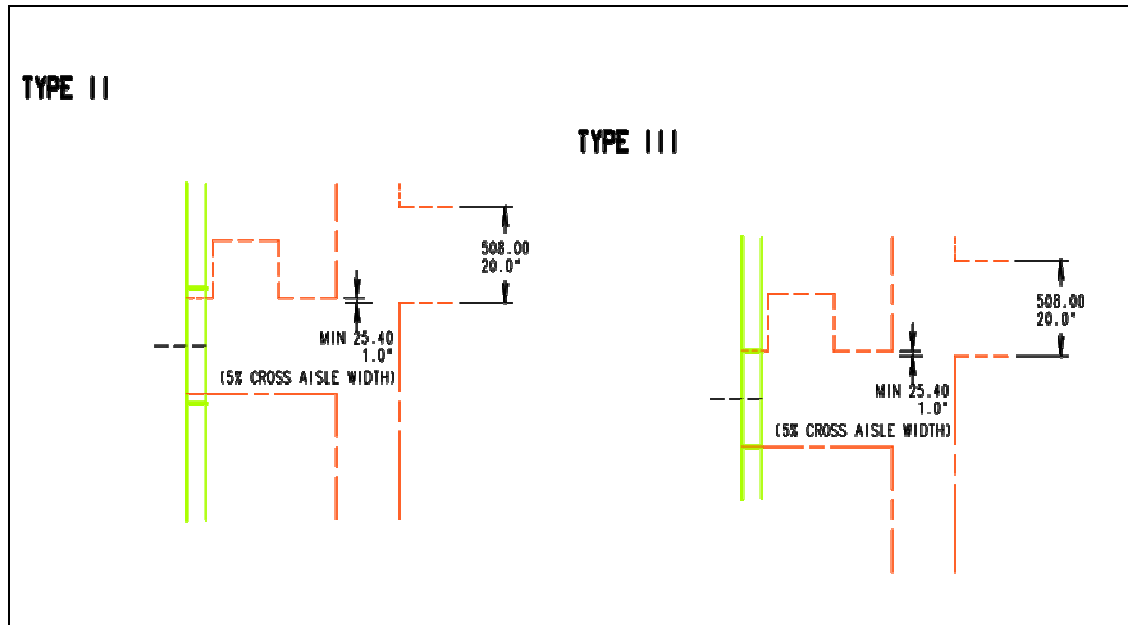 TYPE II
508.00
20.0"
MIN 25.40
1.0"
(5% CROSS AISLE WIDTH)
TYPE III
508.00
20.0"
MIN 25.40
1.0"
(5% CROSS AISLE WIDTH)